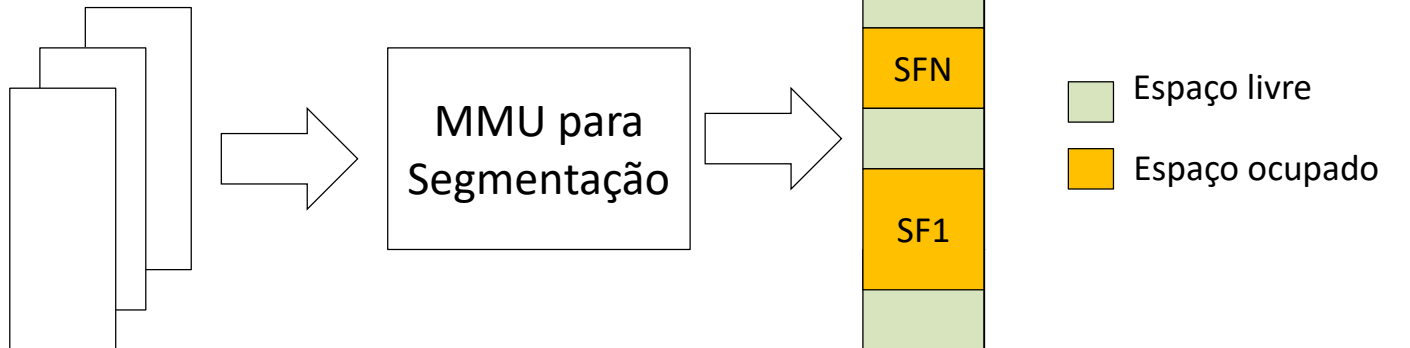 MMU para
Segmentação
SFN
SF1
Espaço livre
Espaço ocupado